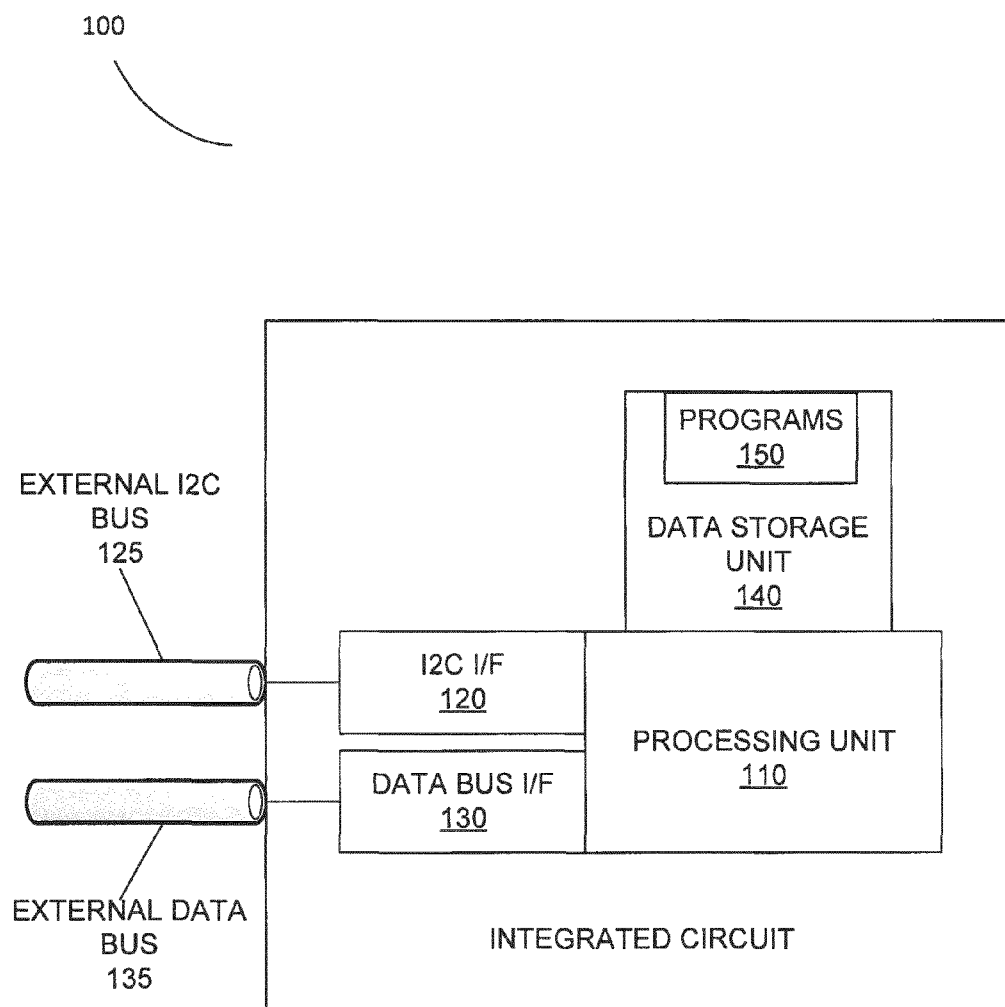 100
PROGRAMS
150
EXTERNAL I2C
BUS
125
DATA STORAGE
UNIT
140
I2C I/F
120
PROCESSING UNIT
110
DATA BUS I/F
130
EXTERNAL DATA
BUS
135
INTEGRATED CIRCUIT